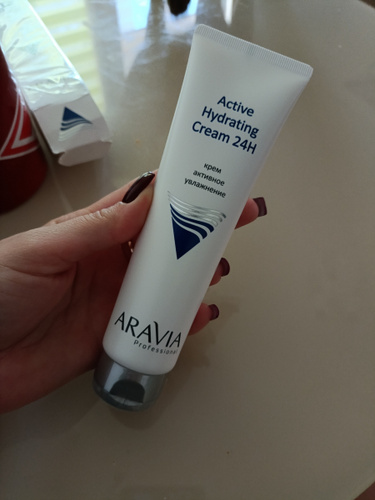 Active
Hydrating
Cream 24H
крем
активное
увлажнение
ARAVIA
Professional